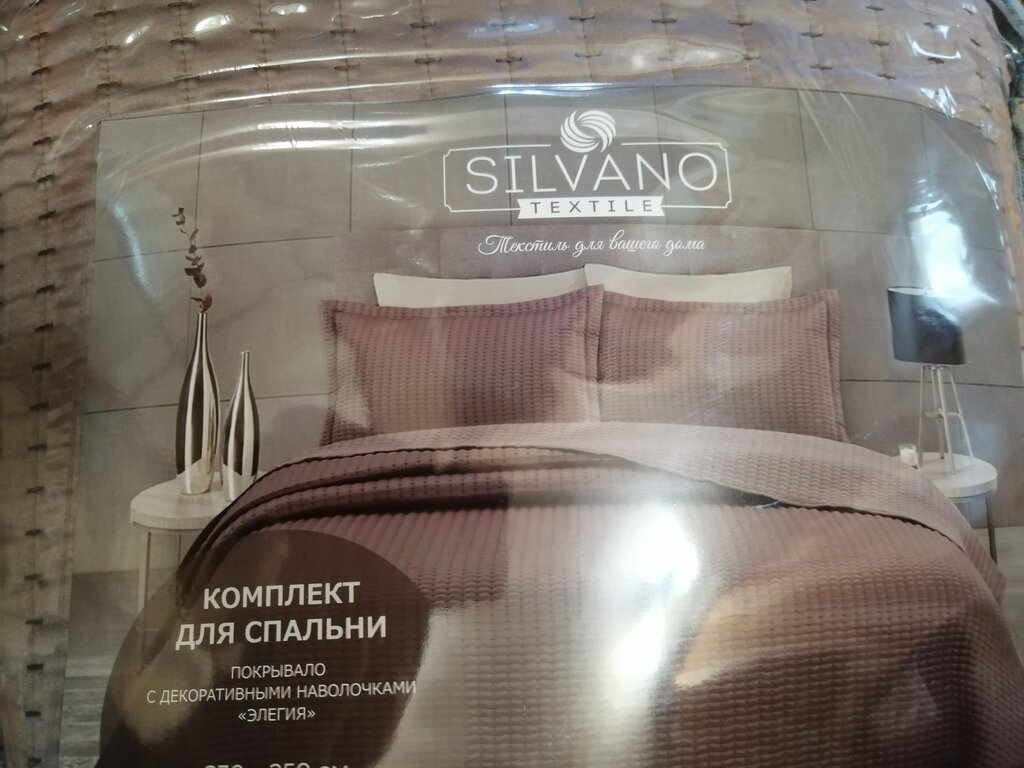 SILVANO
TEXTILE
Текстиль для вашего дома
КОМПЛЕКТ
ДЛЯ СПАЛЬНИ
ПОКРЫВАЛО
С ДЕКОРАТИВНЫМИ НАВОЛОЧКАМИ
«ЭЛЕГИЯ»